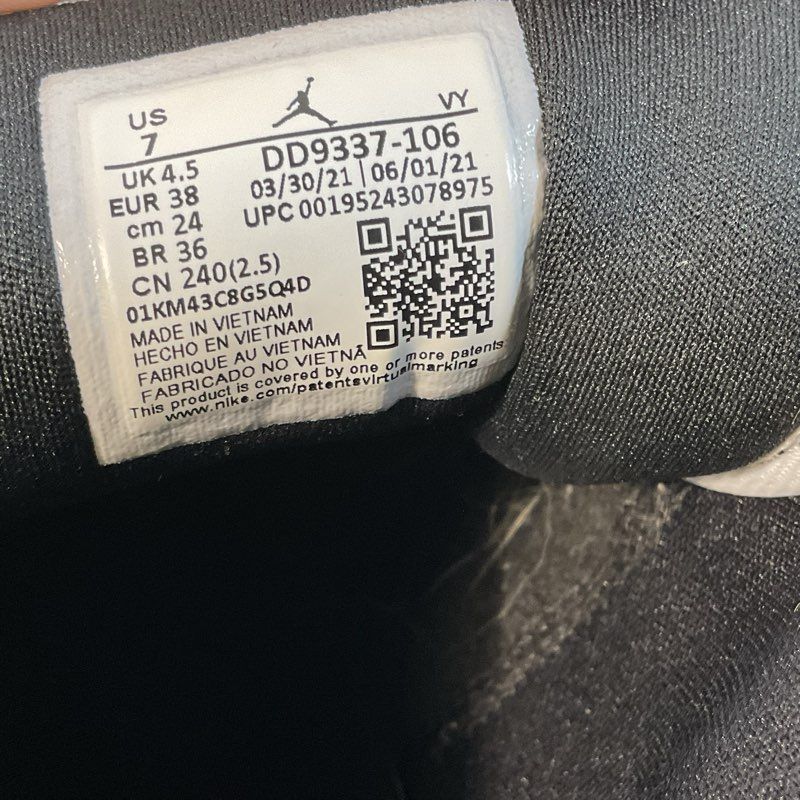 US
7
VY
UK 4.5
EUR 38
cm 24
BR 36
CN 240(2.5)
DD9337-106
03/30/21 | 06/01/21
UPC 00195243078975
01KM43C8G5Q4D
MADE IN VIETNAM
HECHO EN VIETNAM
FABRIQUE AU VIETNAM
FABRICADO NO VIETNÃ
This product is covered by one or more patents
www.nike.com/patentsvirtualmarking